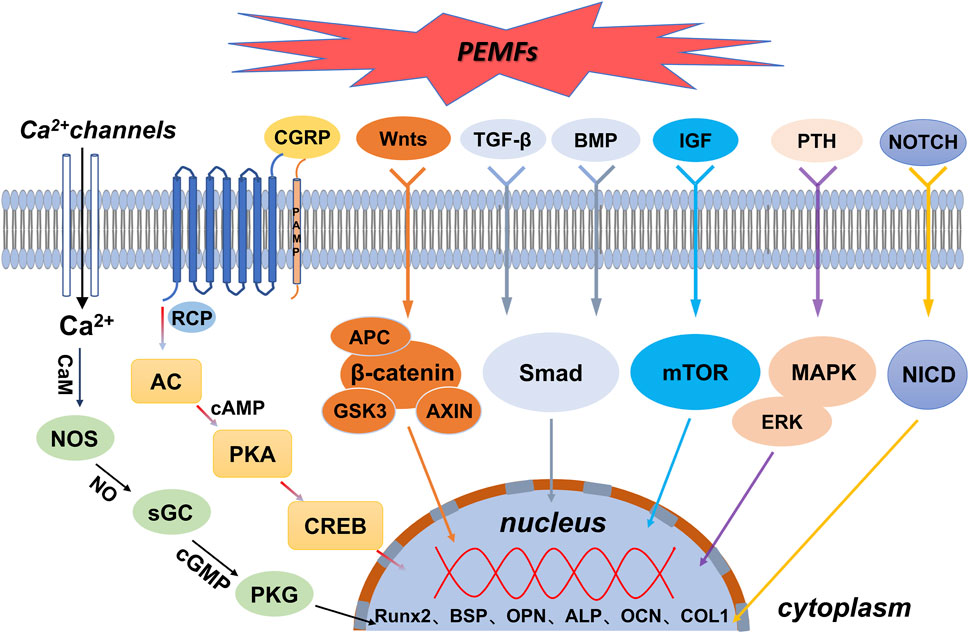 PEMFs
Ca²⁺channels
CGRP
Wnts
TGF-β
BMP
IGF
PTH
NOTCH
PAMP
Ca²⁺
RCP
CaM
AC
cAMP
NOS
PKA
NO
sGC
CREB
cGMP
PKG
APC
β-catenin
GSK3
AXIN
Smad
mTOR
MAPK
ERK
NICD
nucleus
Runx2、BSP、OPN、ALP、OCN、COL1
cytoplasm